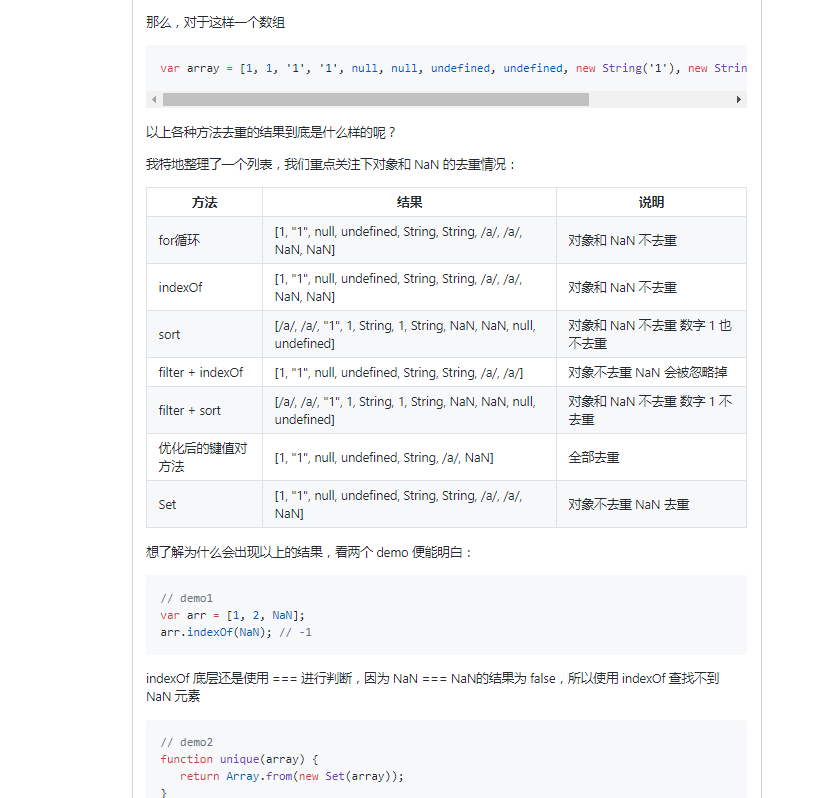 那么，对于这样一个数组
var array = [1, 1, '1', '1', null, null, undefined, undefined, new String('1'), new Strin
以上各种方法去重的结果到底是什么样的呢？
我特地整理了一个列表，我们重点关注下对象和 NaN 的去重情况：
方法 结果 说明
for循环 [1, "1", null, undefined, String, String, /a/, /a/, NaN, NaN] 对象和 NaN 不去重
indexOf [1, "1", null, undefined, String, String, /a/, /a/, NaN, NaN] 对象和 NaN 不去重
sort [/a/, /a/, "1", 1, String, 1, String, NaN, NaN, null, undefined] 对象和 NaN 不去重 数字 1 也不去重
filter + indexOf [1, "1", null, undefined, String, String, /a/, /a/] 对象不去重 NaN 会被忽略掉
filter + sort [/a/, /a/, "1", 1, String, 1, String, NaN, NaN, null, undefined] 对象和 NaN 不去重 数字 1 不去重
优化后的键值对方法 [1, "1", null, undefined, String, /a/, NaN] 全部去重
Set [1, "1", null, undefined, String, String, /a/, /a/, NaN] 对象不去重 NaN 去重
想了解为什么会出现以上的结果，看两个 demo 便能明白：
// demo1
var arr = [1, 2, NaN];
arr.indexOf(NaN); // -1
indexOf 底层还是使用 === 进行判断，因为 NaN === NaN的结果为 false，所以使用 indexOf 查找不到
NaN 元素
// demo2
function unique(array) {
return Array.from(new Set(array));
}